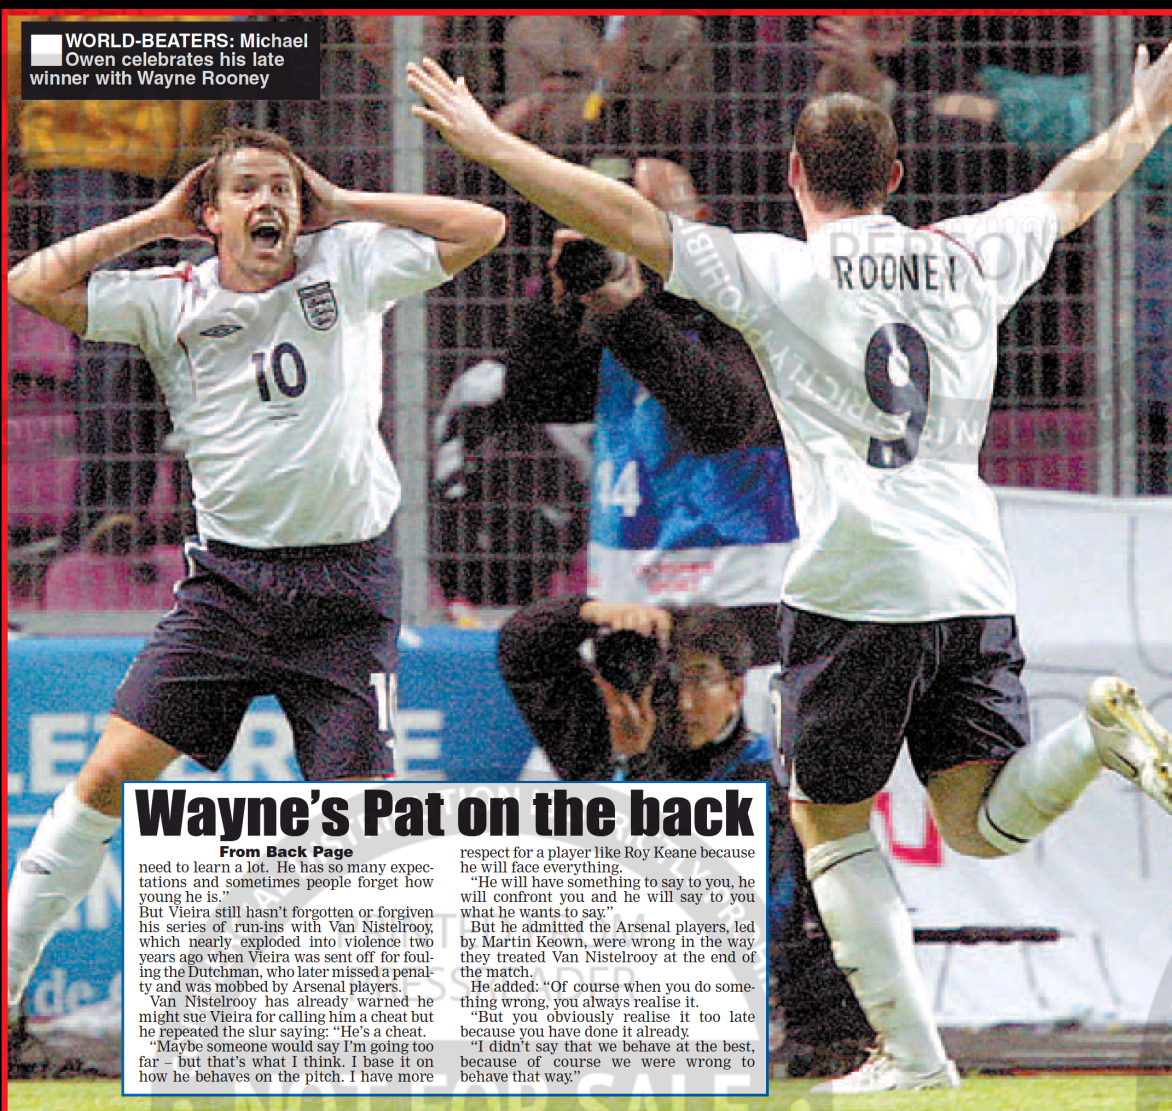 WORLD-BEATERS: Michael
Owen celebrates his late
winner with Wayne Rooney
ROONEY
10
9
14
Wayne's Pat on the back
From Back Page
need to learn a lot. He has so many expec-
tations and sometimes people forget how
young he is."
But Vieira still hasn't forgotten or forgiven
his series of run-ins with Van Nistelrooy,
which nearly exploded into violence two
years ago when Vieira was sent off for foul-
ing the Dutchman, who later missed a penal-
ty and was mobbed by Arsenal players.
Van Nistelrooy has already warned he
might sue Vieira for calling him a cheat but
he repeated the slur saying: "He's a cheat.
"Maybe someone would say I'm going too
far – but that's what I think. I base it on
how he behaves on the pitch. I have more
respect for a player like Roy Keane because
he will face everything.
"He will have something to say to you, he
will confront you and he will say to you
what he wants to say."
But he admitted the Arsenal players, led
by Martin Keown, were wrong in the way
they treated Van Nistelrooy at the end of
the match.
He added: "Of course when you do some-
thing wrong, you always realise it.
"But you obviously realise it too late
because you have done it already.
"I didn't say that we behave at the best,
because of course we were wrong to
behave that way."
PRINTED FROM
PRESSREADER
NOT FOR SALE